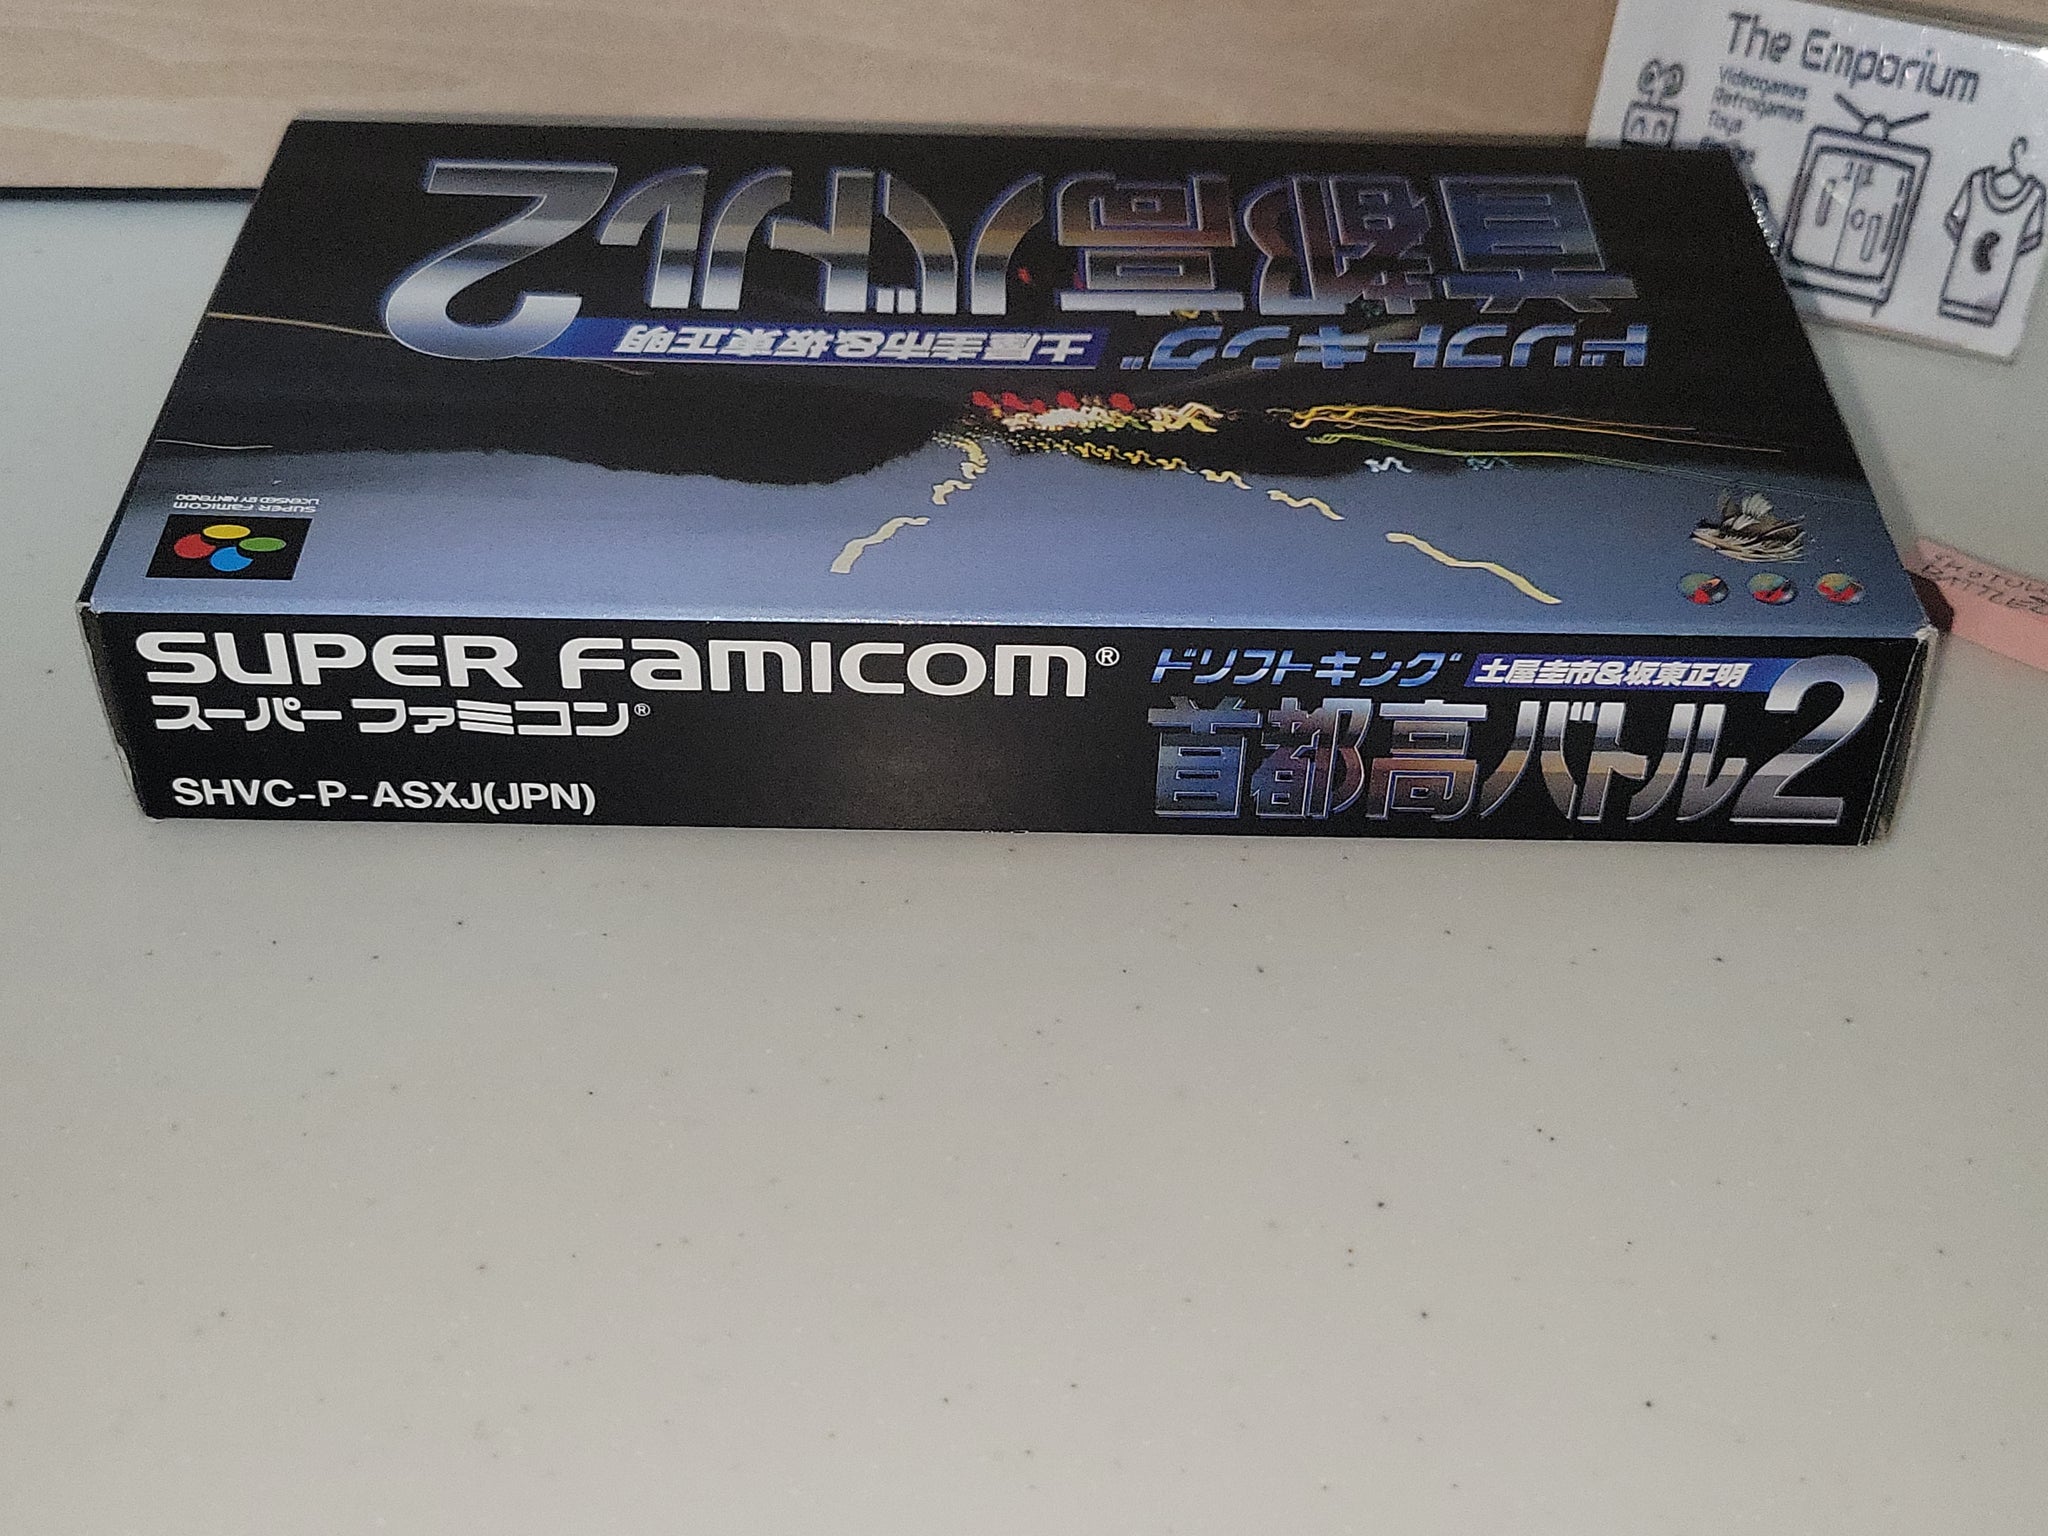 The Emporium
Videogames
Retrogames
Toys
首都高バトル2
ドリフトキング
土屋圭市&坂東正明
SUPER FAMICOM
LICENSED BY NINTENDO
SUPER FAMICOM®
スーパーファミコン®
SHVC-P-ASXJ(JPN)
ドリフトキング 土屋圭市&坂東正明
首都高バトル2